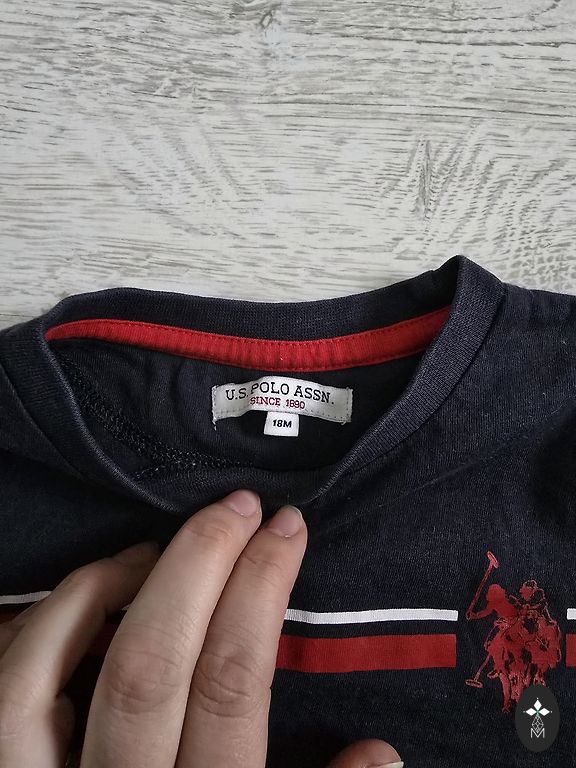 U.S. POLO ASSN.
SINCE 1890
18M
M